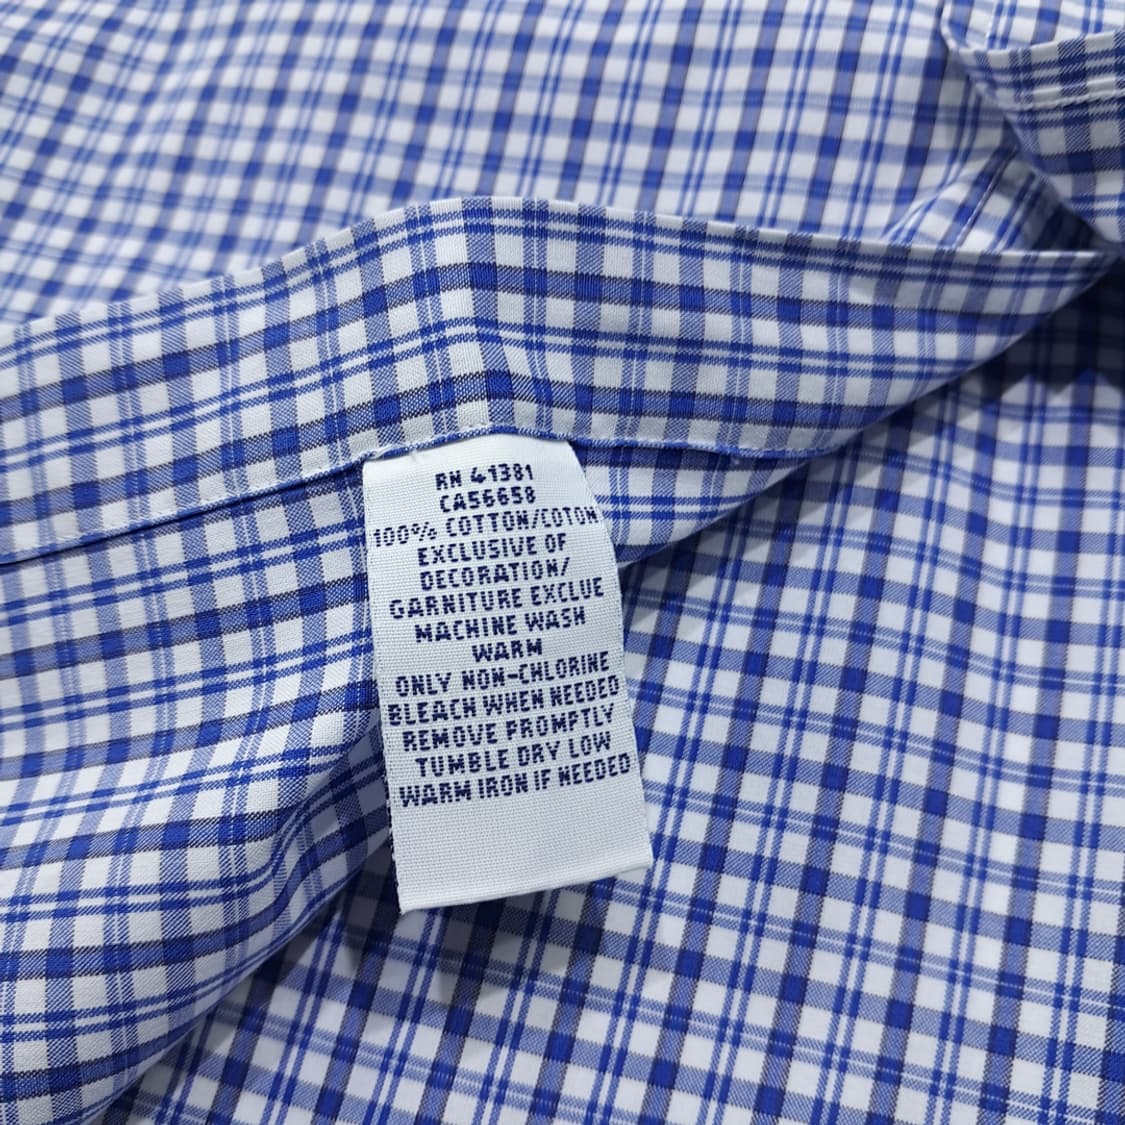 RN 41381
CA56658
100% COTTON/COTON
EXCLUSIVE OF
DECORATION/
GARNITURE EXCLUE
MACHINE WASH
WARM
ONLY NON-CHLORINE
BLEACH WHEN NEEDED
REMOVE PROMPTLY
TUMBLE DRY LOW
WARM IRON IF NEEDED